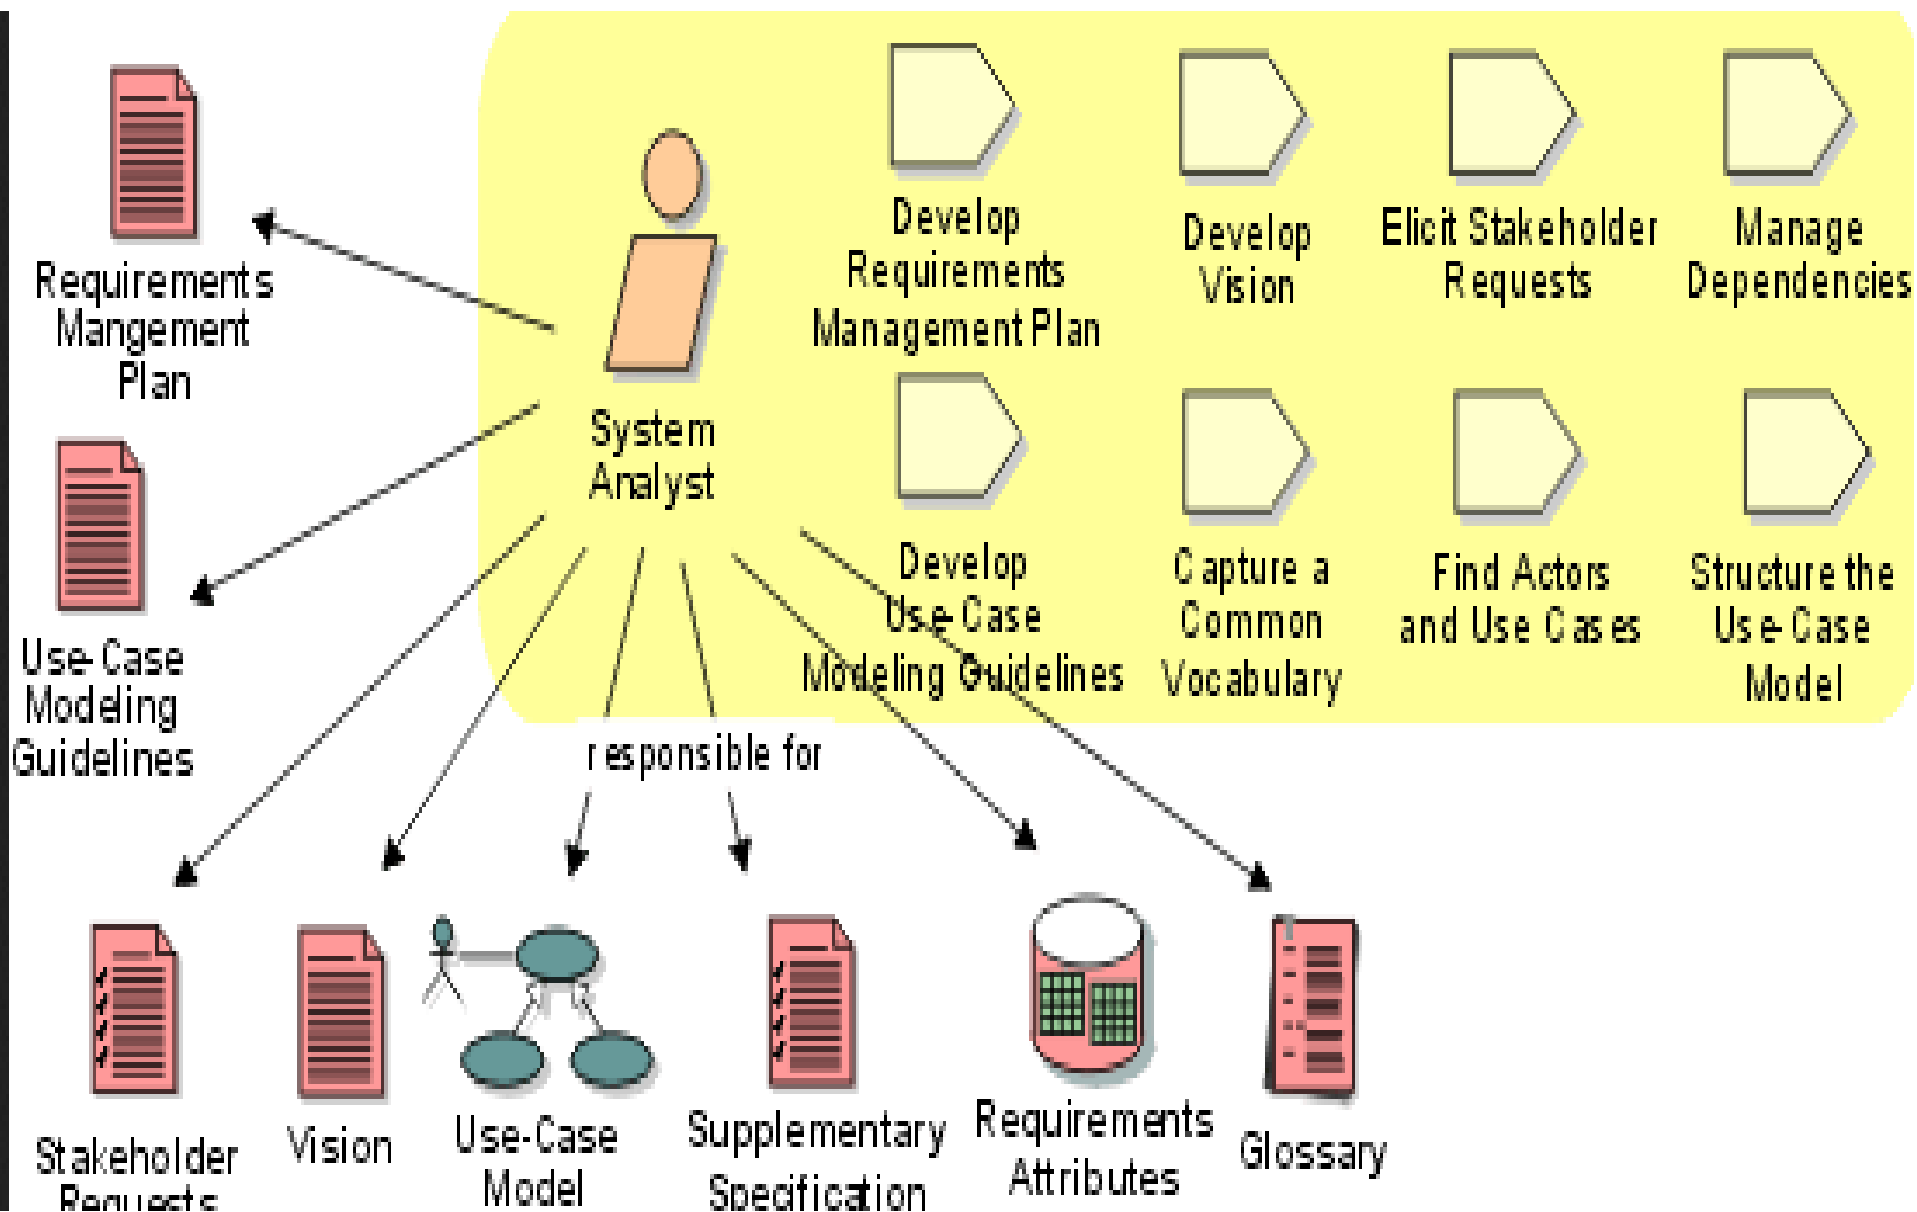 Requirements
Mangement
Plan
Use-Case
Modeling
Guidelines
System
Analyst
Develop
Requirements
Management Plan
Develop
Vision
Elicit Stakeholder
Requests
Manage
Dependencies
Develop
Use-Case
Modeling Guidelines
Capture a
Common
Vocabulary
Find Actors
and Use Cases
Structure the
Use-Case
Model
responsible for
Stakeholder
Requests
Vision
Use-Case
Model
Supplementary
Specification
Requirements
Attributes
Glossary